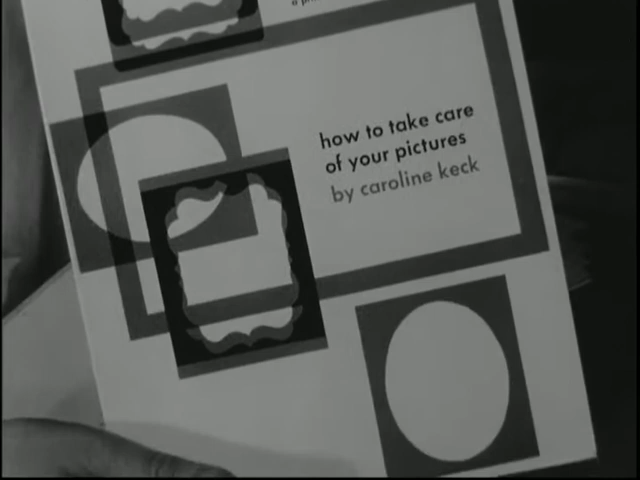 how to take care
of your pictures
by caroline keck